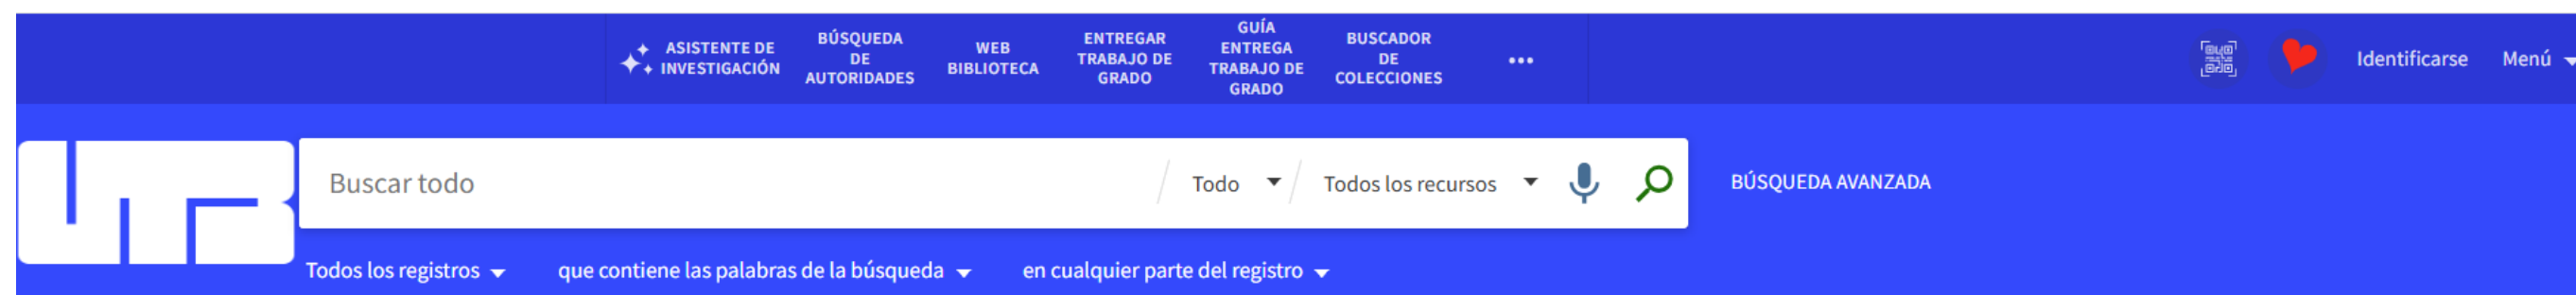 ASISTENTE DE
INVESTIGACIÓN
BÚSQUEDA
DE
AUTORIDADES
WEB
BIBLIOTECA
ENTREGAR
TRABAJO DE
GRADO
GUÍA
ENTREGA
TRABAJO DE
GRADO
BUSCADOR
DE
COLECCIONES
...
Identificarse
Menú
UTB
Buscar todo
Todo
Todos los recursos
BÚSQUEDA AVANZADA
Todos los registros
que contiene las palabras de la búsqueda
en cualquier parte del registro